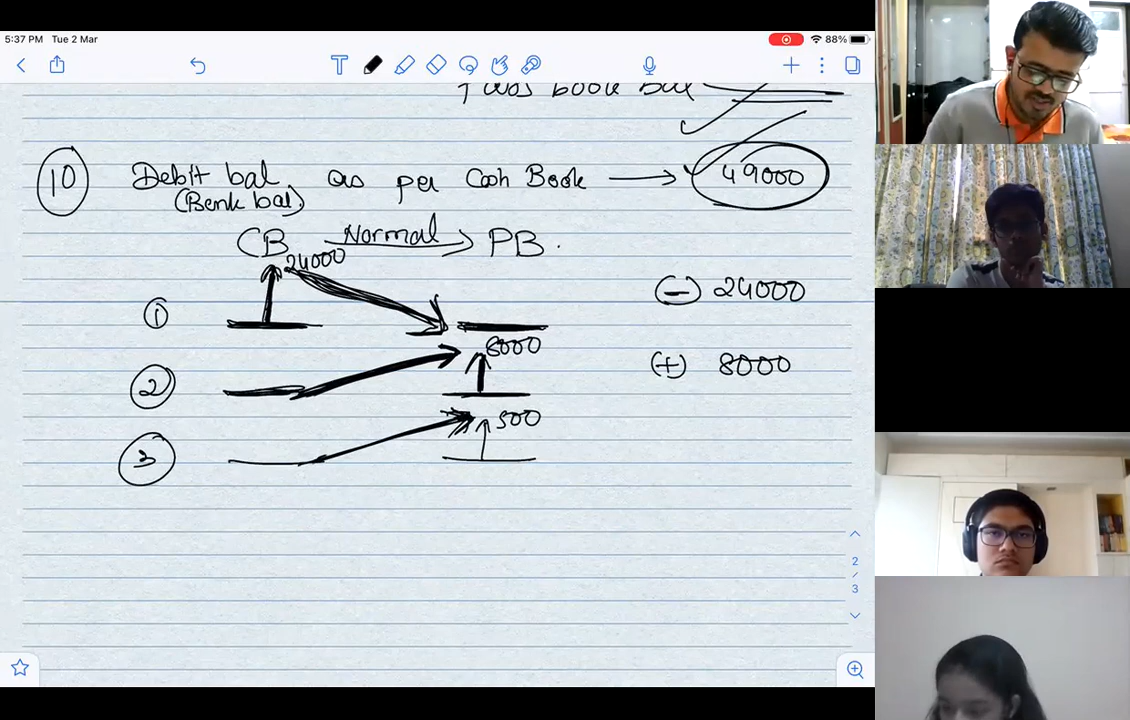 5:37 PM Tue 2 Mar
88%
T
book bal
10 Debit bal as per Cash Book → 49000
(Bank bal)
CB Normal → PB.
24000
1
(-) 24000
8000
2
(+) 8000
500
3
2
/
3